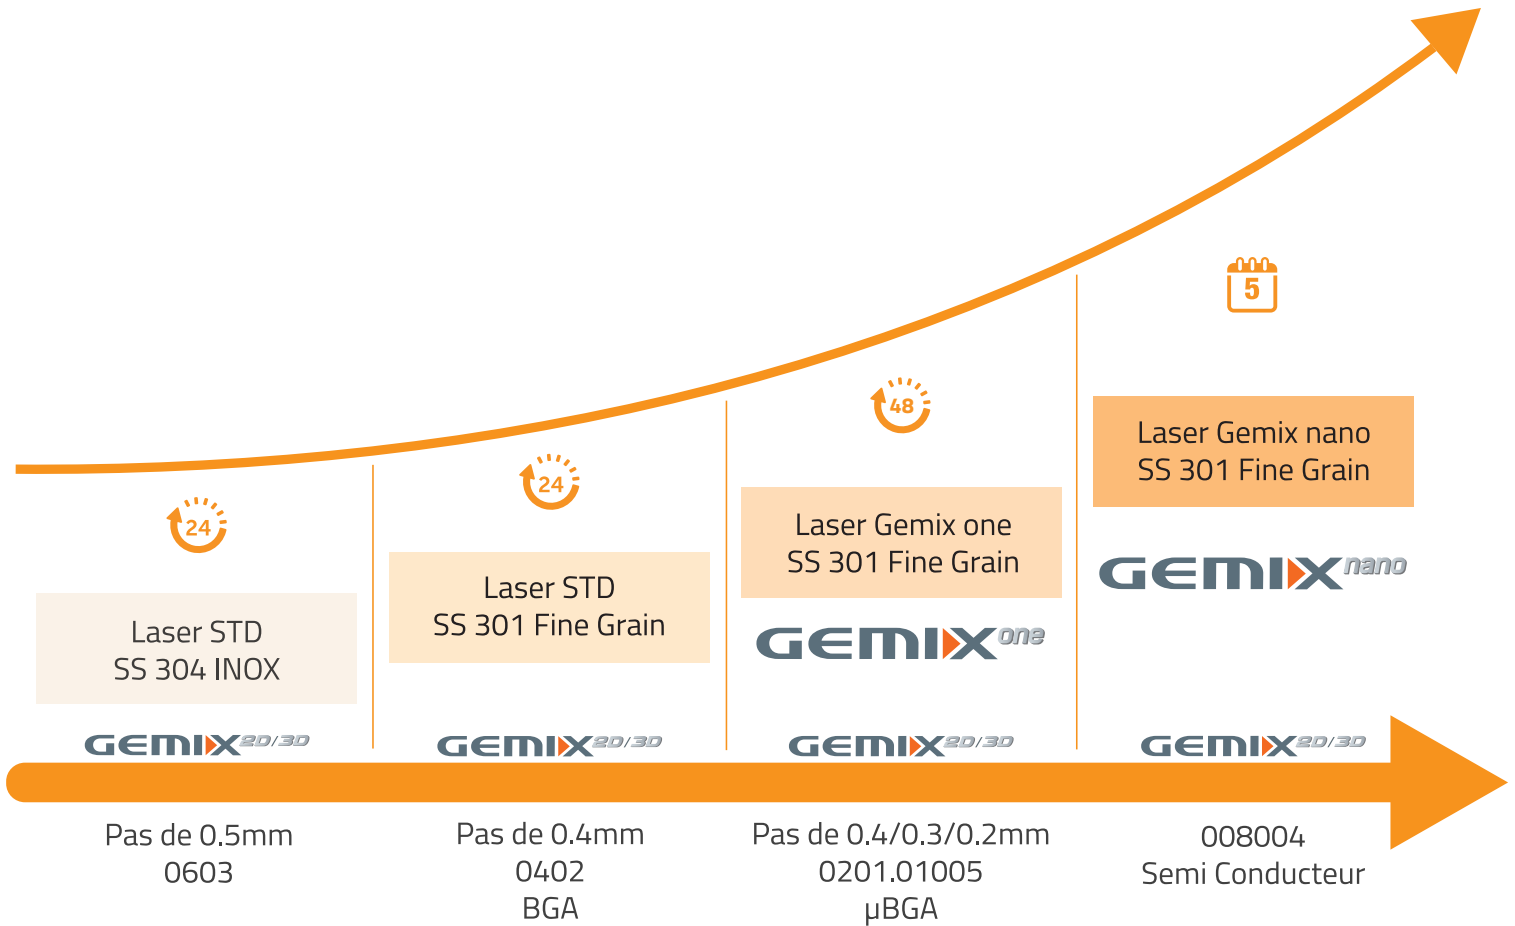 24
Laser STD
SS 304 INOX
GEMIX 2D/3D
Pas de 0.5mm
0603
24
Laser STD
SS 301 Fine Grain
GEMIX 2D/3D
Pas de 0.4mm
0402
BGA
48
Laser Gemix one
SS 301 Fine Grain
GEMIX one
GEMIX 2D/3D
Pas de 0.4/0.3/0.2mm
0201.01005
µBGA
5
Laser Gemix nano
SS 301 Fine Grain
GEMIX nano
GEMIX 2D/3D
008004
Semi Conducteur